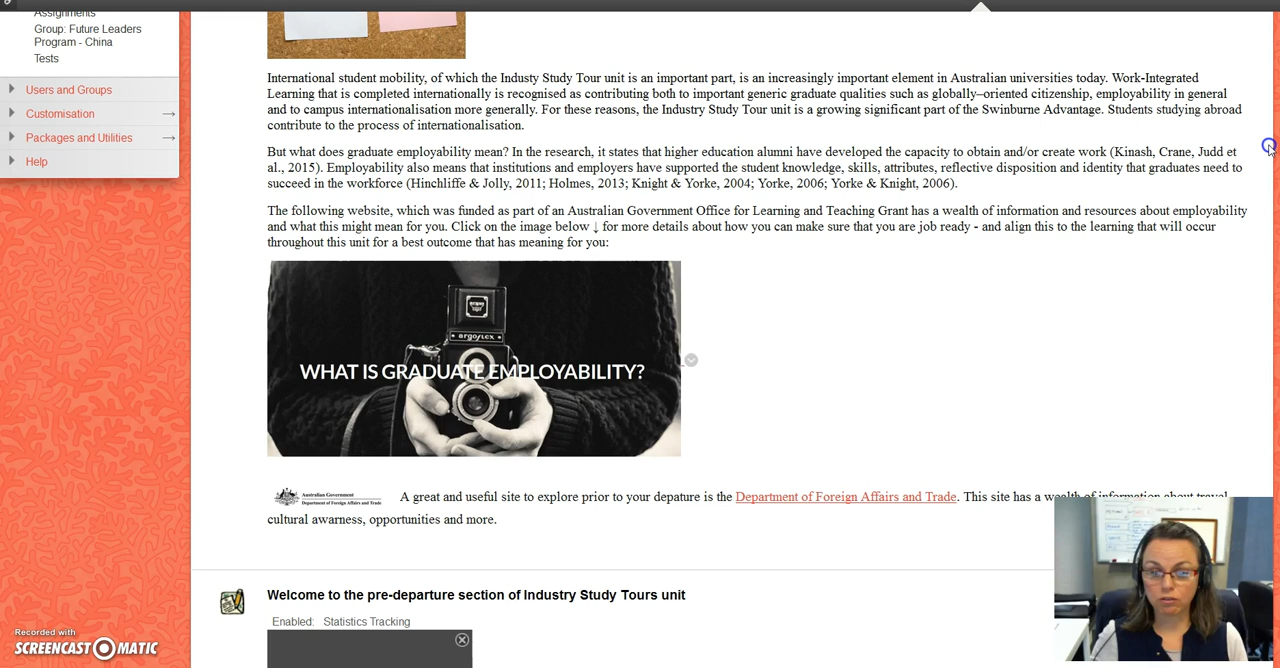 Assignments
Group: Future Leaders
Program - China
Tests
Users and Groups
Customisation
Packages and Utilities
Help
International student mobility, of which the Industy Study Tour unit is an important part, is an increasingly important element in Australian universities today. Work-Integrated
Learning that is completed internationally is recognised as contributing both to important generic graduate qualities such as globally–oriented citizenship, employability in general
and to campus internationalisation more generally. For these reasons, the Industry Study Tour unit is a growing significant part of the Swinburne Advantage. Students studying abroad
contribute to the process of internationalisation.
But what does graduate employability mean? In the research, it states that higher education alumni have developed the capacity to obtain and/or create work (Kinash, Crane, Judd et
al., 2015). Employability also means that institutions and employers have supported the student knowledge, skills, attributes, reflective disposition and identity that graduates need to
succeed in the workforce (Hinchliffe & Jolly, 2011; Holmes, 2013; Knight & Yorke, 2004; Yorke, 2006; Yorke & Knight, 2006).
The following website, which was funded as part of an Australian Government Office for Learning and Teaching Grant has a wealth of information and resources about employability
and what this might mean for you. Click on the image below ↓ for more details about how you can make sure that you are job ready - and align this to the learning that will occur
throughout this unit for a best outcome that has meaning for you:
argoflex
WHAT IS GRADUATE EMPLOYABILITY?
Australian Government
Department of Foreign Affairs and Trade
A great and useful site to explore prior to your depature is the Department of Foreign Affairs and Trade. This site has a wealth of information about travel,
cultural awarness, opportunities and more.
Welcome to the pre-departure section of Industry Study Tours unit
Enabled: Statistics Tracking
Recorded with
SCREENCAST-O-MATIC